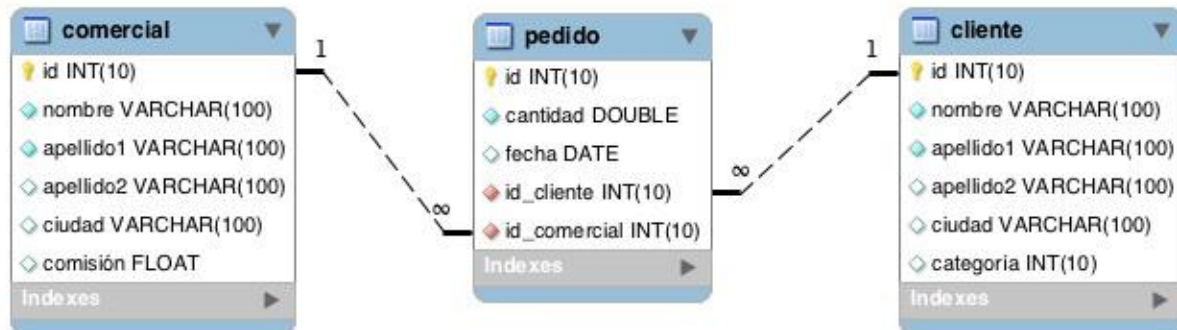 comercial
id INT(10)
nombre VARCHAR(100)
apellido1 VARCHAR(100)
apellido2 VARCHAR(100)
ciudad VARCHAR(100)
comisión FLOAT
Indexes
1
∞
pedido
id INT(10)
cantidad DOUBLE
fecha DATE
id_cliente INT(10)
id_comercial INT(10)
Indexes
1
∞
cliente
id INT(10)
nombre VARCHAR(100)
apellido1 VARCHAR(100)
apellido2 VARCHAR(100)
ciudad VARCHAR(100)
categoria INT(10)
Indexes